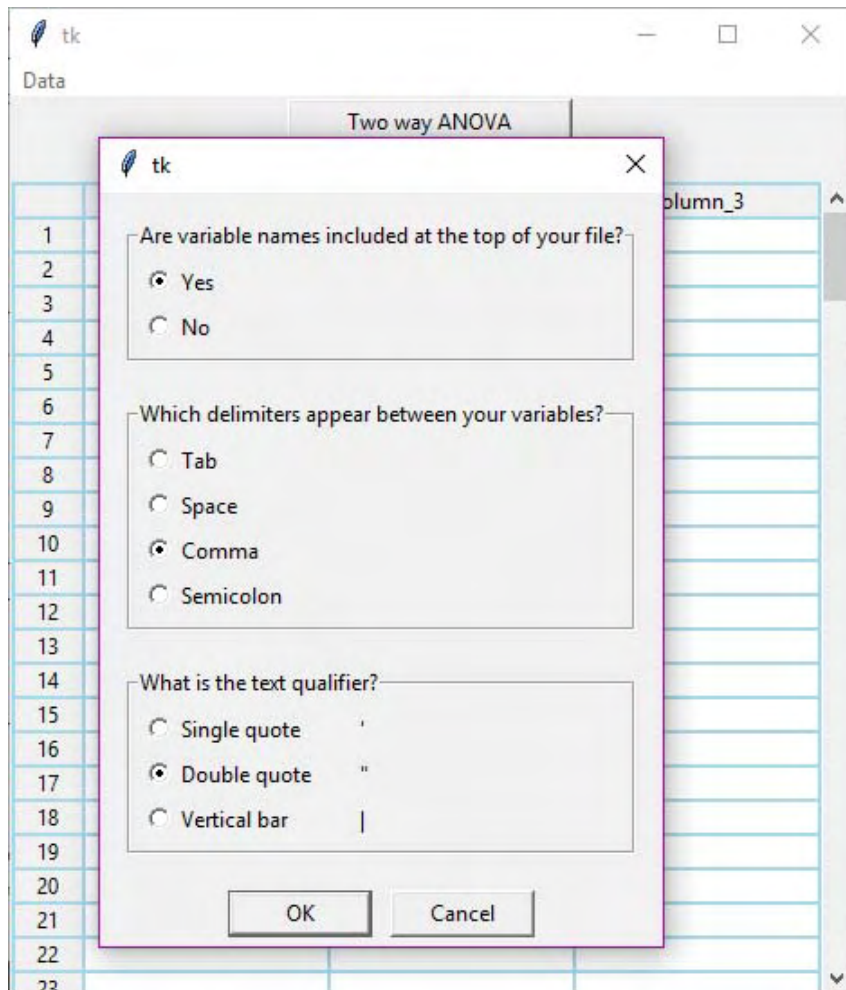 tk
Data
Two way ANOVA
tk
olumn_3
Are variable names included at the top of your file?
Yes
No
Which delimiters appear between your variables?
Tab
Space
Comma
Semicolon
What is the text qualifier?
Single quote '
Double quote "
Vertical bar |
OK Cancel
1
2
3
4
5
6
7
8
9
10
11
12
13
14
15
16
17
18
19
20
21
22
23